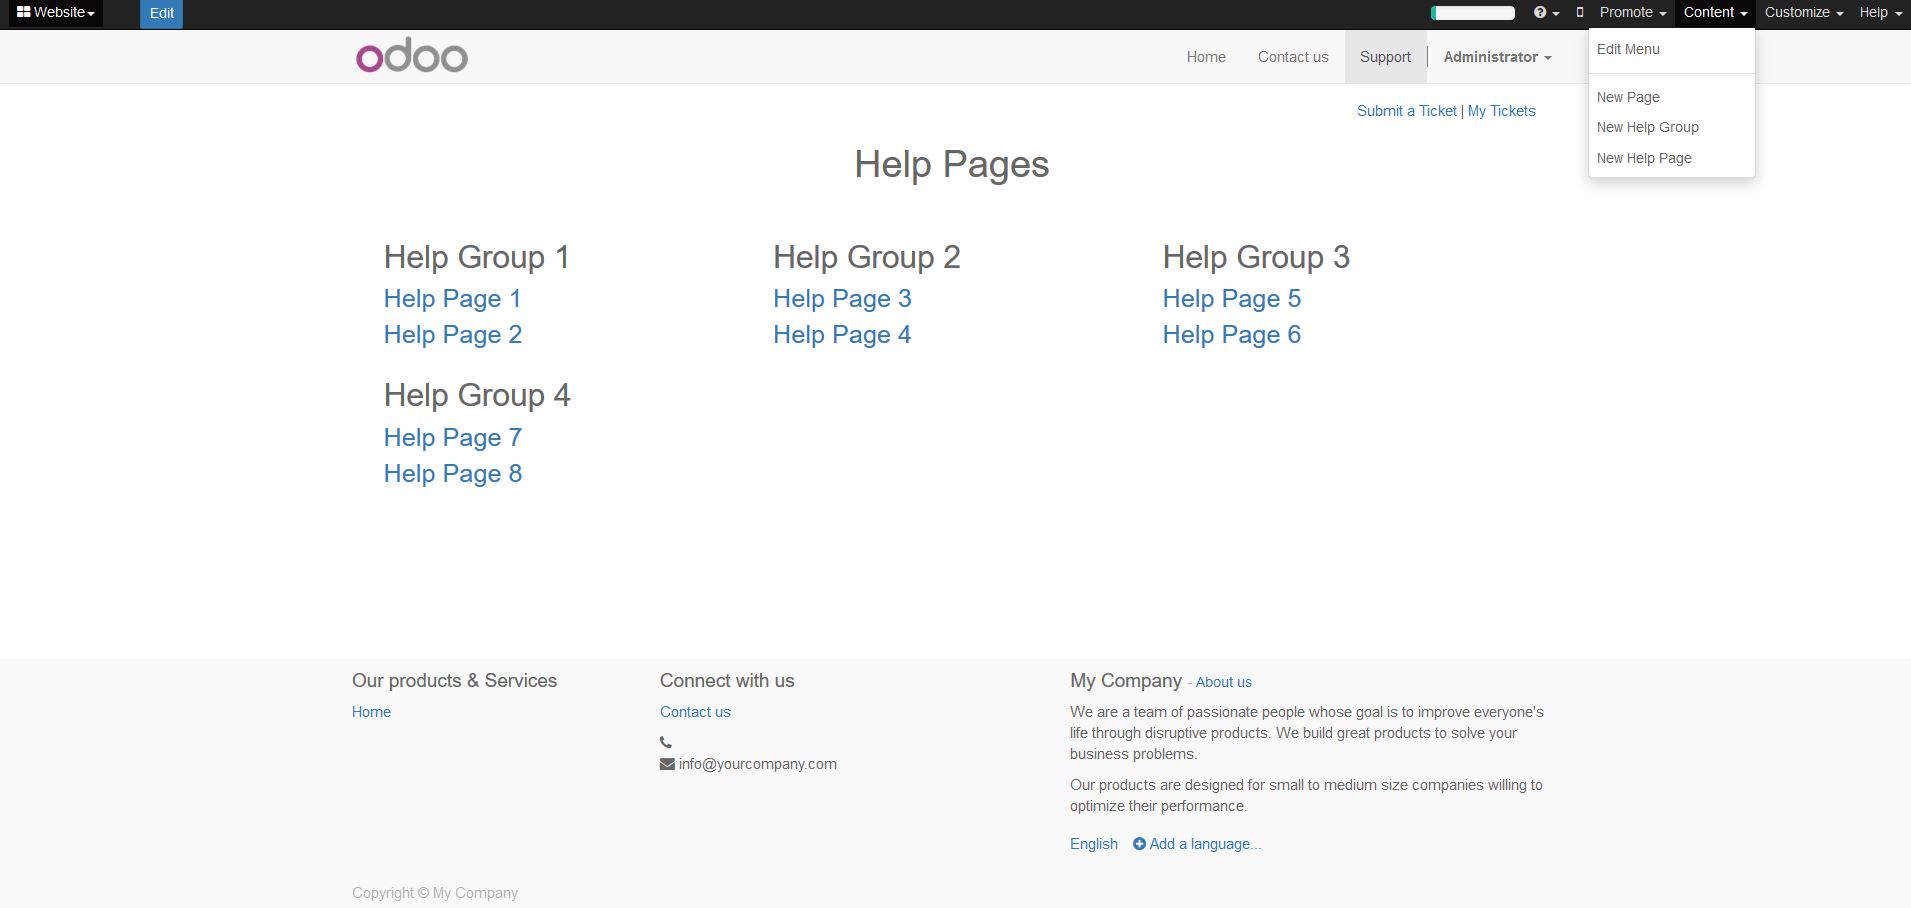 Website Edit Promote Content Customize Help
odoo Home Contact us Support Administrator
Edit Menu
New Page
New Help Group
New Help Page
Submit a Ticket | My Tickets
Help Pages
Help Group 1
Help Page 1
Help Page 2
Help Group 2
Help Page 3
Help Page 4
Help Group 3
Help Page 5
Help Page 6
Help Group 4
Help Page 7
Help Page 8
Our products & Services
Home
Connect with us
Contact us
info@yourcompany.com
My Company - About us
We are a team of passionate people whose goal is to improve everyone's
life through disruptive products. We build great products to solve your
business problems.
Our products are designed for small to medium size companies willing to
optimize their performance.
English Add a language...
Copyright © My Company